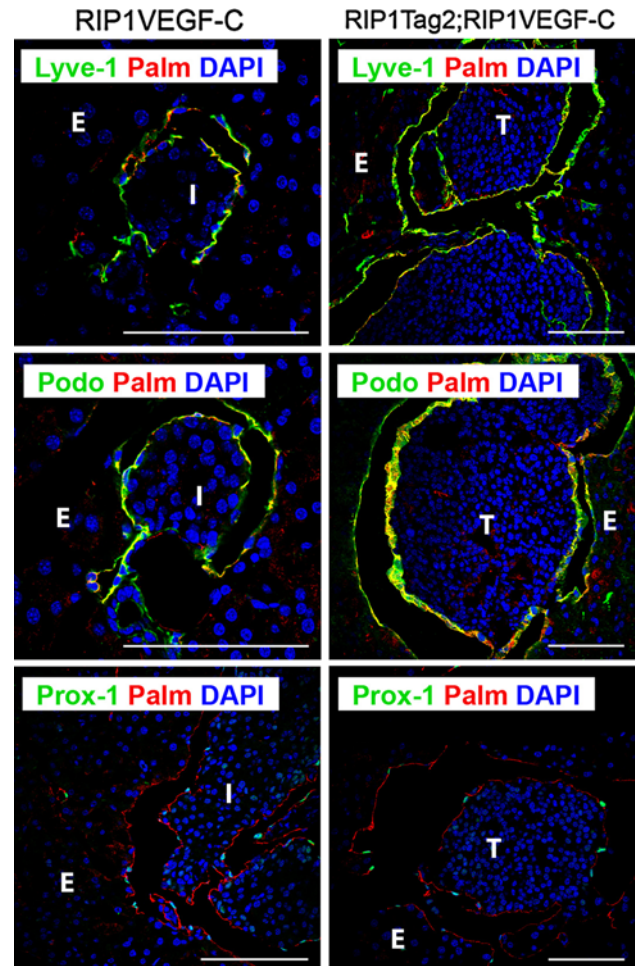 RIP1VEGF-C
RIP1Tag2;RIP1VEGF-C
Lyve-1 Palm DAPI
Lyve-1 Palm DAPI
E
I
T
E
Podo Palm DAPI
Podo Palm DAPI
I
E
T
E
Prox-1 Palm DAPI
Prox-1 Palm DAPI
I
E
T
E